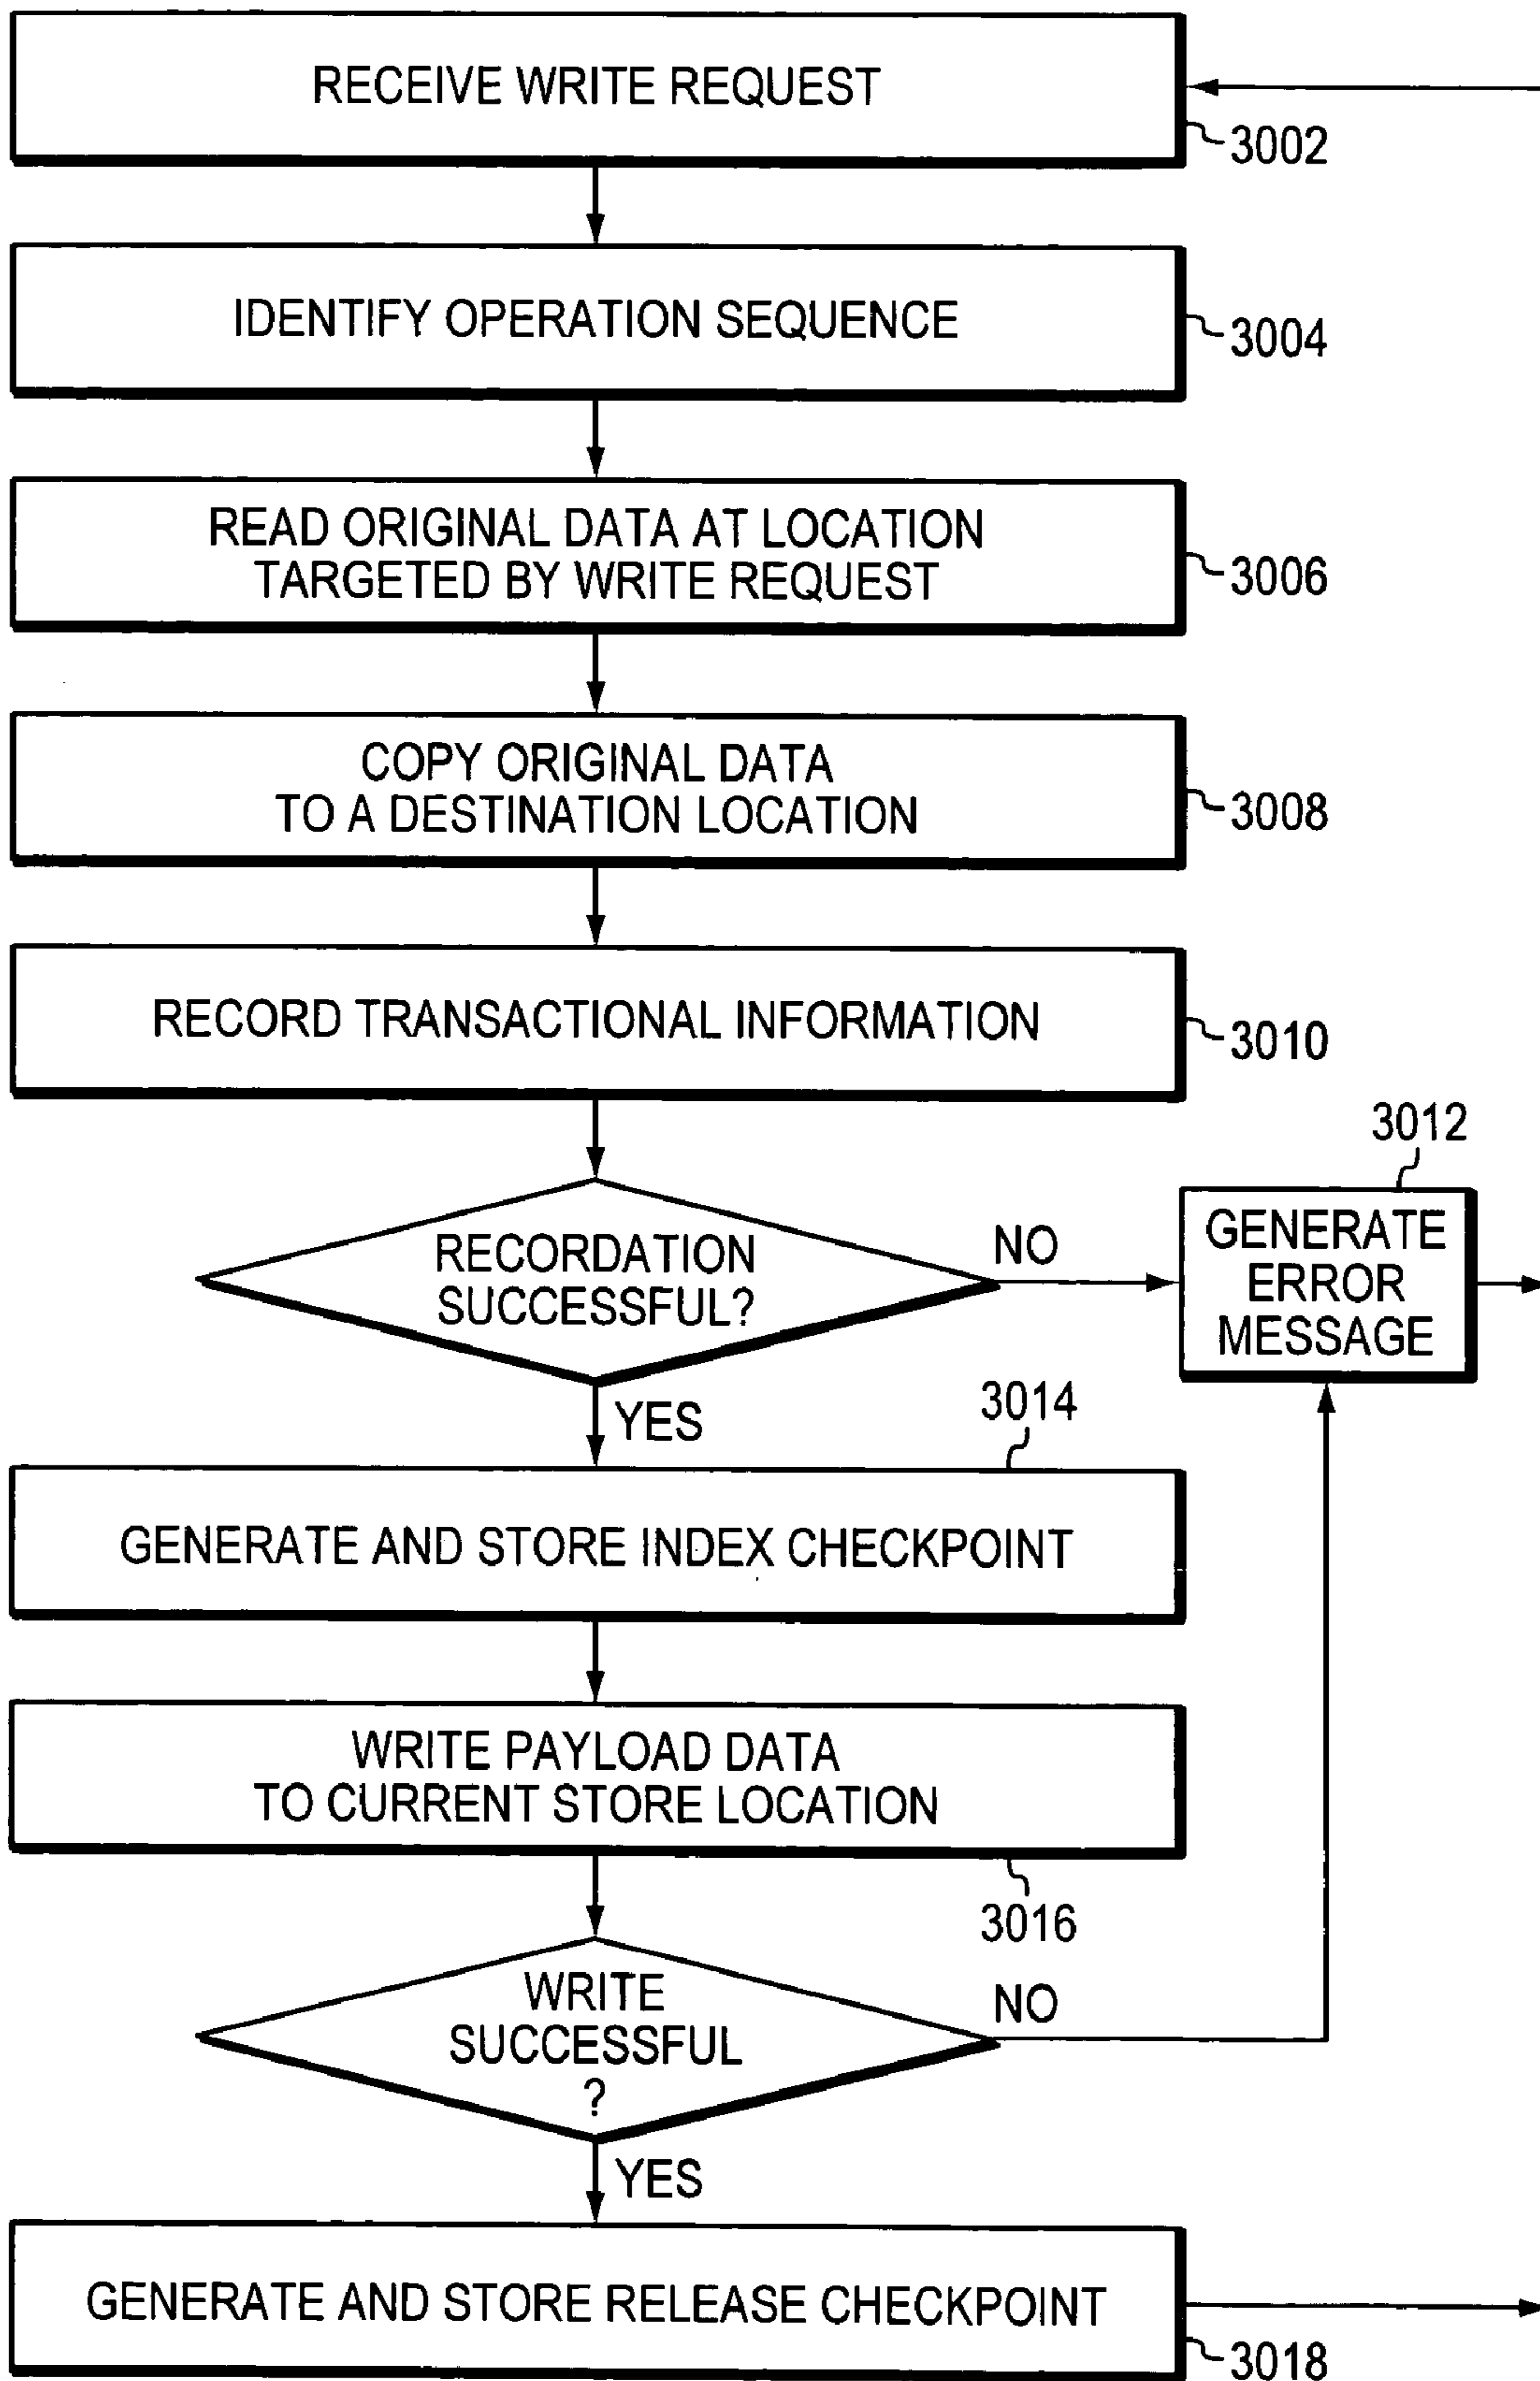 RECEIVE WRITE REQUEST
3002
IDENTIFY OPERATION SEQUENCE
3004
READ ORIGINAL DATA AT LOCATION
TARGETED BY WRITE REQUEST
3006
COPY ORIGINAL DATA
TO A DESTINATION LOCATION
3008
RECORD TRANSACTIONAL INFORMATION
3010
RECORDATION
SUCCESSFUL?
NO
3012
GENERATE
ERROR
MESSAGE
YES
3014
GENERATE AND STORE INDEX CHECKPOINT
WRITE PAYLOAD DATA
TO CURRENT STORE LOCATION
3016
WRITE
SUCCESSFUL
?
NO
YES
GENERATE AND STORE RELEASE CHECKPOINT
3018